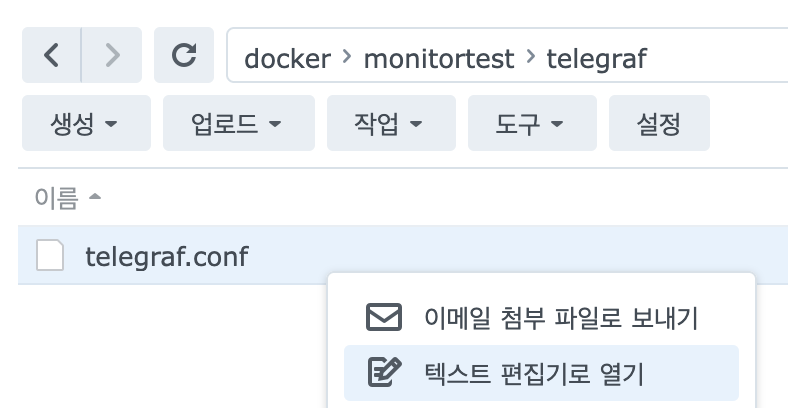 docker > monitortest > telegraf
생성 업로드 작업 도구 설정
이름
telegraf.conf
이메일 첨부 파일로 보내기
텍스트 편집기로 열기